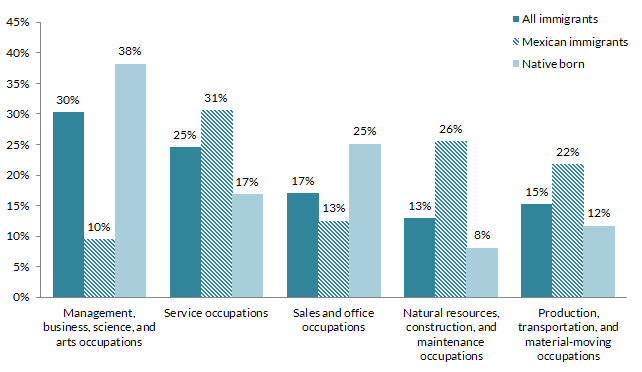 45%
40%
35%
30%
25%
20%
15%
10%
5%
0%
All immigrants
Mexican immigrants
Native born
30%
10%
38%
25%
31%
17%
17%
13%
25%
13%
26%
8%
15%
22%
12%
Management,
business, science, and
arts occupations
Service occupations
Sales and office
occupations
Natural resources,
construction, and
maintenance
occupations
Production,
transportation, and
material-moving
occupations